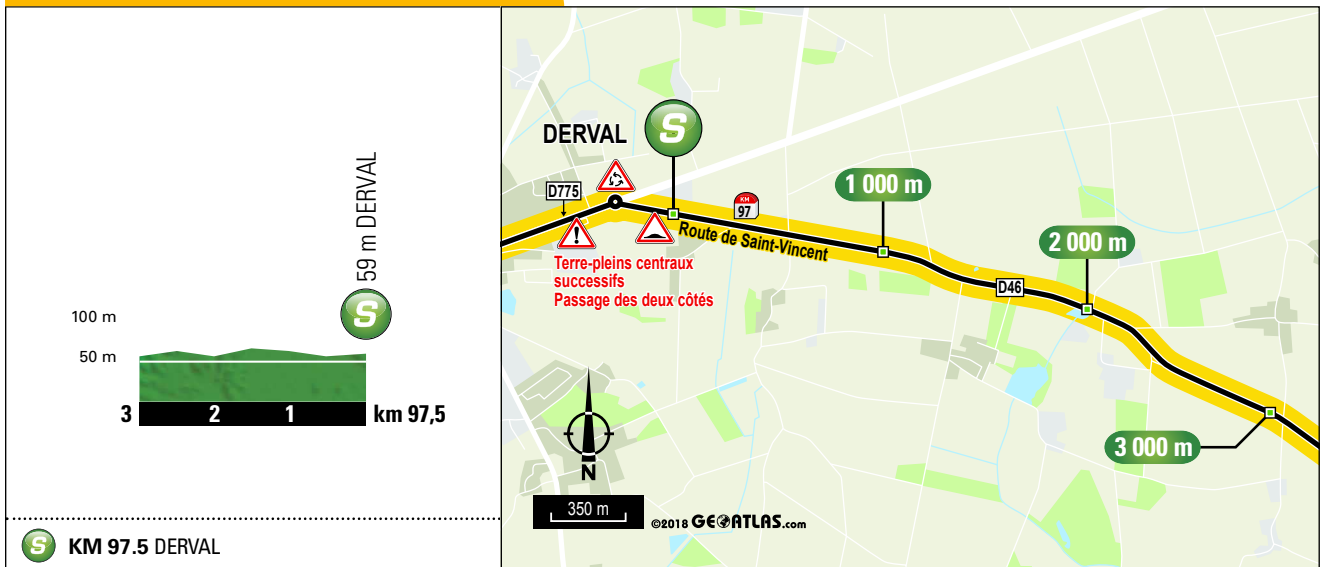 59 m DERVAL
S
100 m
50 m
3 2 1 km 97,5
S KM 97.5 DERVAL
DERVAL
S
D775
KM
97
Route de Saint-Vincent
1 000 m
2 000 m
D46
3 000 m
!
Terre-pleins centraux
successifs
Passage des deux côtés
N
350 m
©2018 GEOATLAS.com